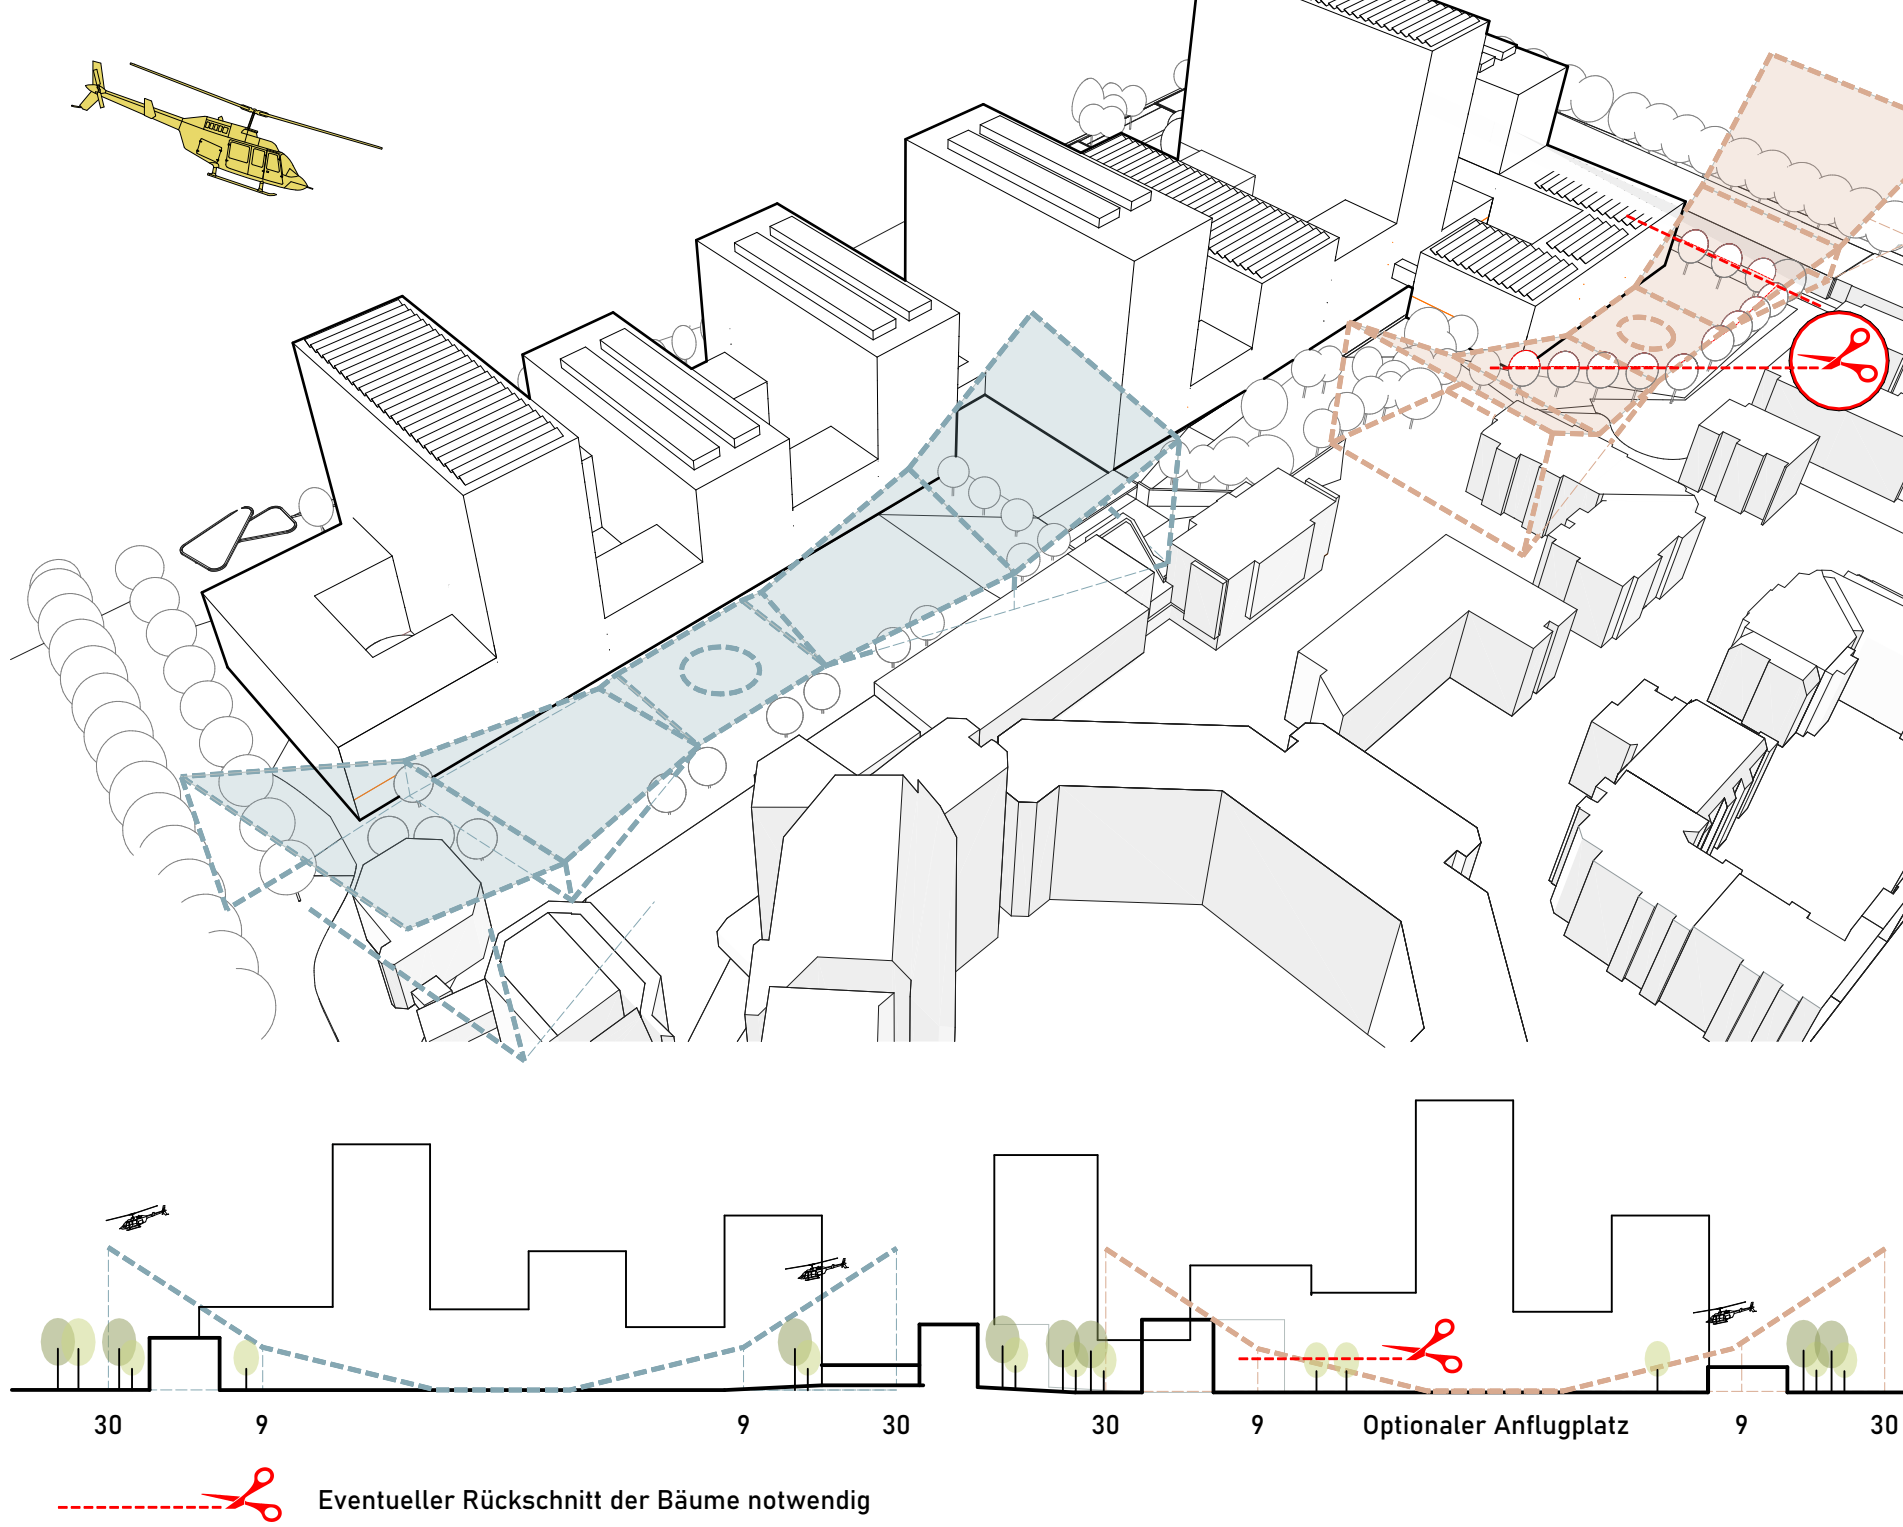 30 9 9 30 30 9 Optionaler Anflugplatz 9 30
Eventueller Rückschnitt der Bäume notwendig